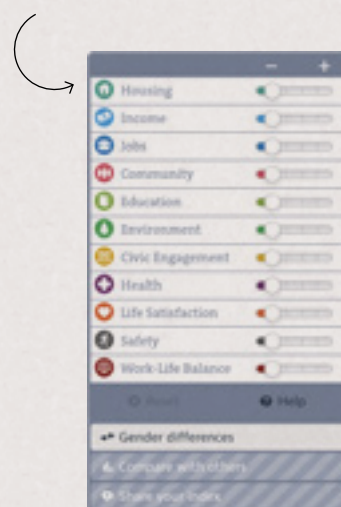 − +
Housing
Income
Jobs
Community
Education
Environment
Civic Engagement
Health
Life Satisfaction
Safety
Work-Life Balance
Reset Help
Gender differences
Compare with others
Share your index